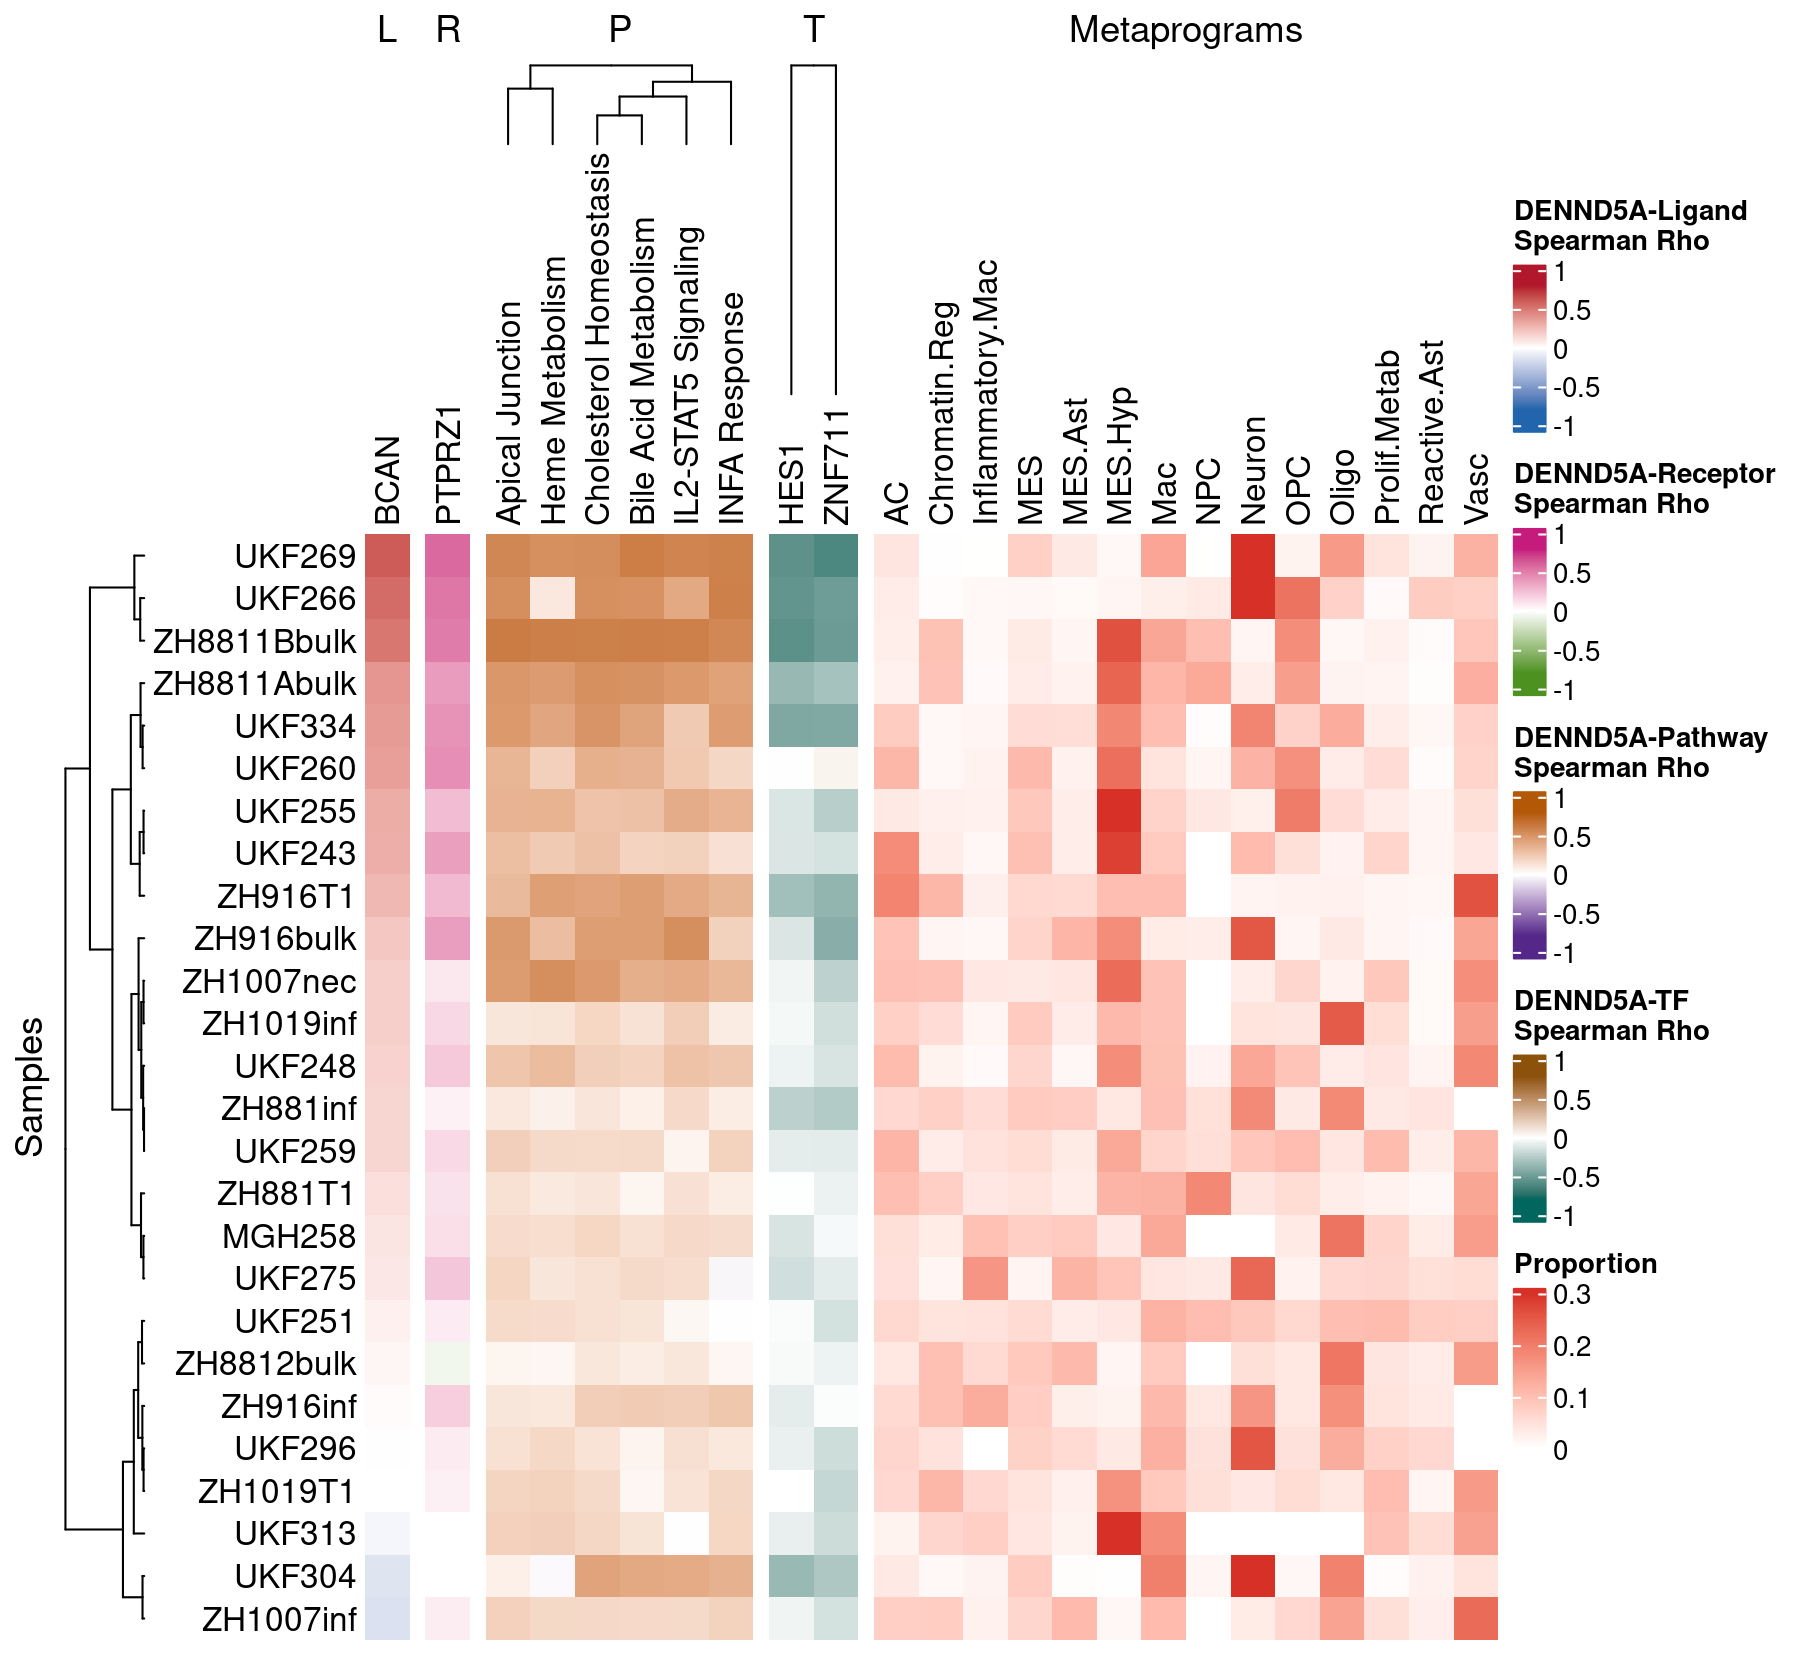 L R P T Metaprograms
BCAN
PTPRZ1
Apical Junction
Heme Metabolism
Cholesterol Homeostasis
Bile Acid Metabolism
IL2-STAT5 Signaling
INFA Response
HES1
ZNF711
AC
Chromatin.Reg
Inflammatory.Mac
MES
MES.Ast
MES.Hyp
Mac
NPC
Neuron
OPC
Oligo
Prolif.Metab
Reactive.Ast
Vasc
Samples
UKF269
UKF266
ZH8811Bbulk
ZH8811Abulk
UKF334
UKF260
UKF255
UKF243
ZH916T1
ZH916bulk
ZH1007nec
ZH1019inf
UKF248
ZH881inf
UKF259
ZH881T1
MGH258
UKF275
UKF251
ZH8812bulk
ZH916inf
UKF296
ZH1019T1
UKF313
UKF304
ZH1007inf
DENND5A-Ligand
Spearman Rho
1
0.5
0
-0.5
-1
DENND5A-Receptor
Spearman Rho
1
0.5
0
-0.5
-1
DENND5A-Pathway
Spearman Rho
1
0.5
0
-0.5
-1
DENND5A-TF
Spearman Rho
1
0.5
0
-0.5
-1
Proportion
0.3
0.2
0.1
0